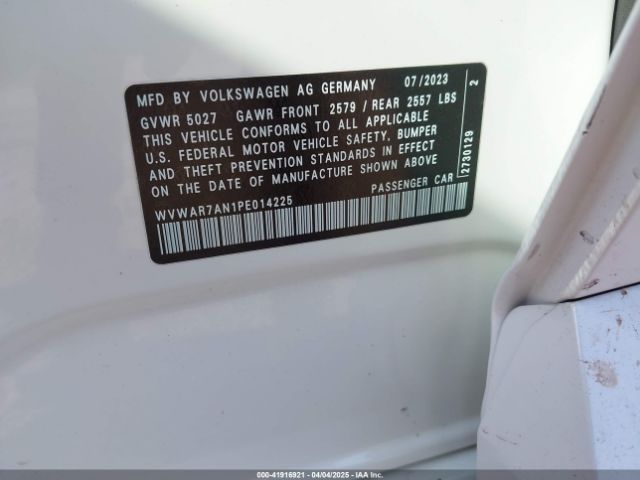 MFD BY VOLKSWAGEN AG GERMANY 07/2023
GVWR 5027 GAWR FRONT 2579 / REAR 2557 LBS
THIS VEHICLE CONFORMS TO ALL APPLICABLE
U.S. FEDERAL MOTOR VEHICLE SAFETY, BUMPER
AND THEFT PREVENTION STANDARDS IN EFFECT
ON THE DATE OF MANUFACTURE SHOWN ABOVE
WVWAR7AN1PE014225 PASSENGER CAR
2730129 2
000-41916921 - 04/04/2025 - IAAI.com